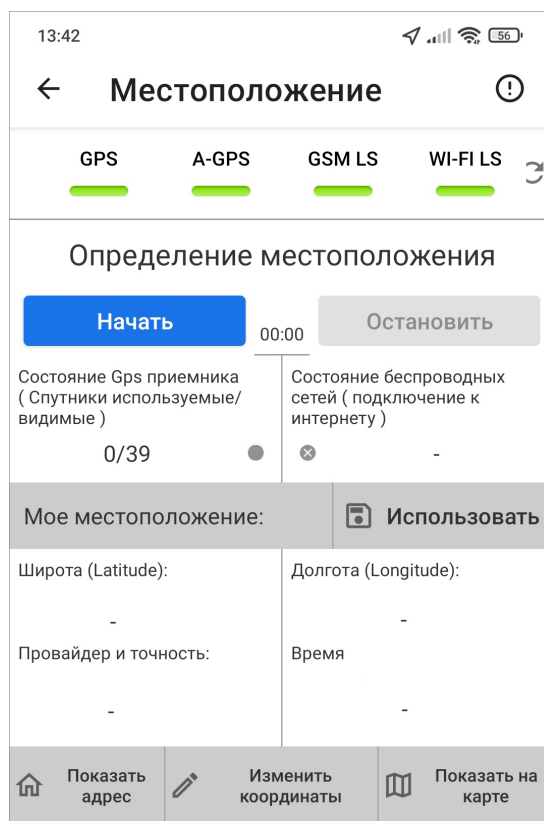 13:42
56
Местоположение
GPS A-GPS GSM LS WI-FI LS
Определение местоположения
Начать 00:00 Остановить
Состояние Gps приемника
( Спутники используемые/
видимые )
0/39
Состояние беспроводных
сетей ( подключение к
интернету )
-
Мое местоположение:
Использовать
Широта (Latitude):
-
Долгота (Longitude):
-
Провайдер и точность:
-
Время
-
Показать
адрес
Изменить
координаты
Показать на
карте